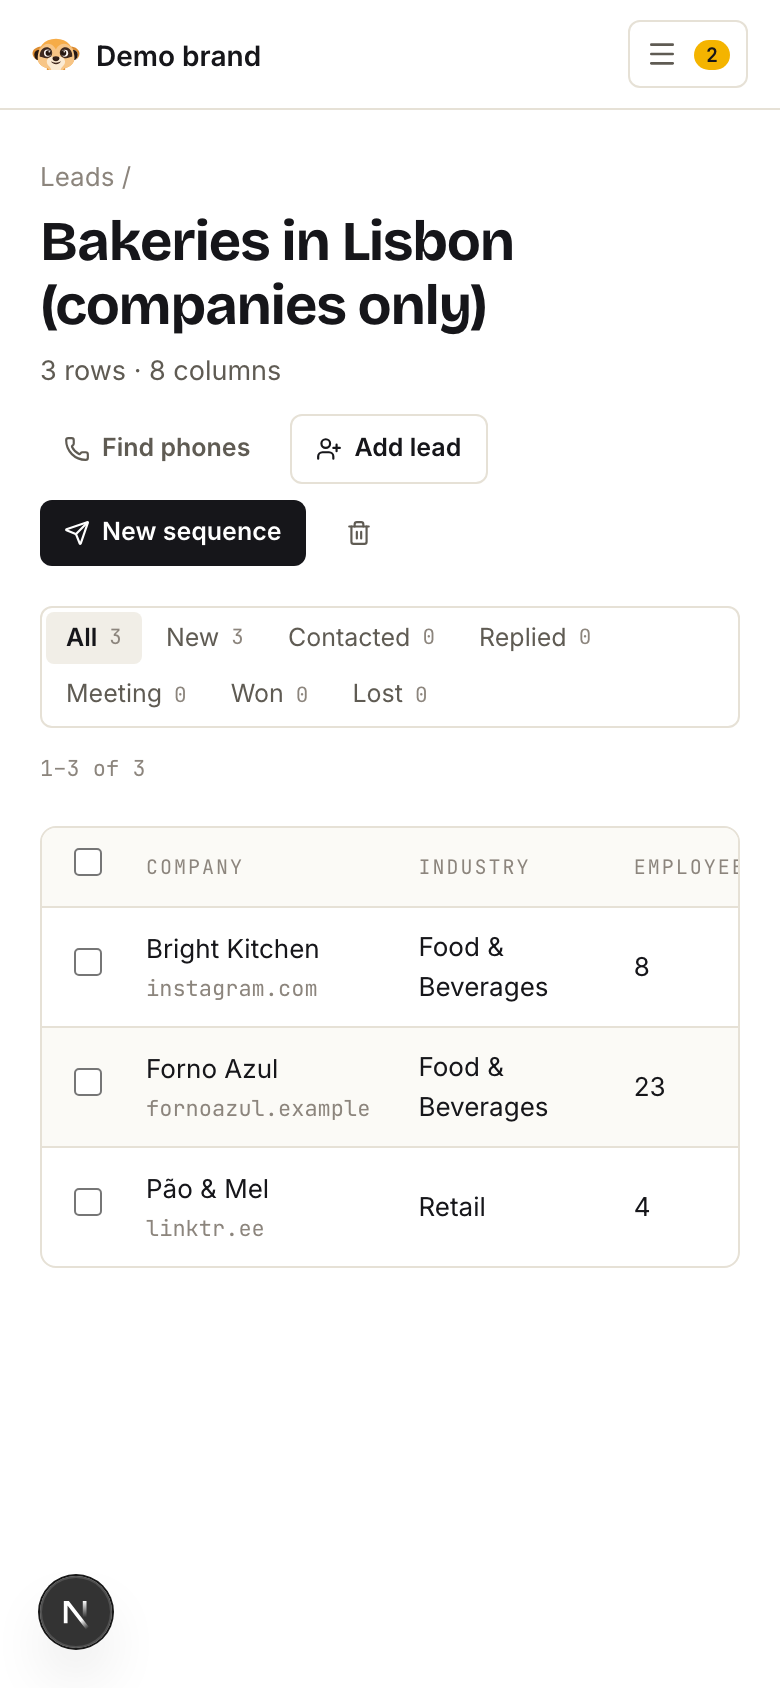 Demo brand
2
Leads /
Bakeries in Lisbon
(companies only)
3 rows · 8 columns
Find phones
Add lead
New sequence
All 3 New 3 Contacted 0 Replied 0
Meeting 0 Won 0 Lost 0
1–3 of 3
COMPANY INDUSTRY EMPLOYEE
Bright Kitchen
instagram.com
Food &
Beverages
8
Forno Azul
fornoazul.example
Food &
Beverages
23
Pão & Mel
linktr.ee
Retail
4
N